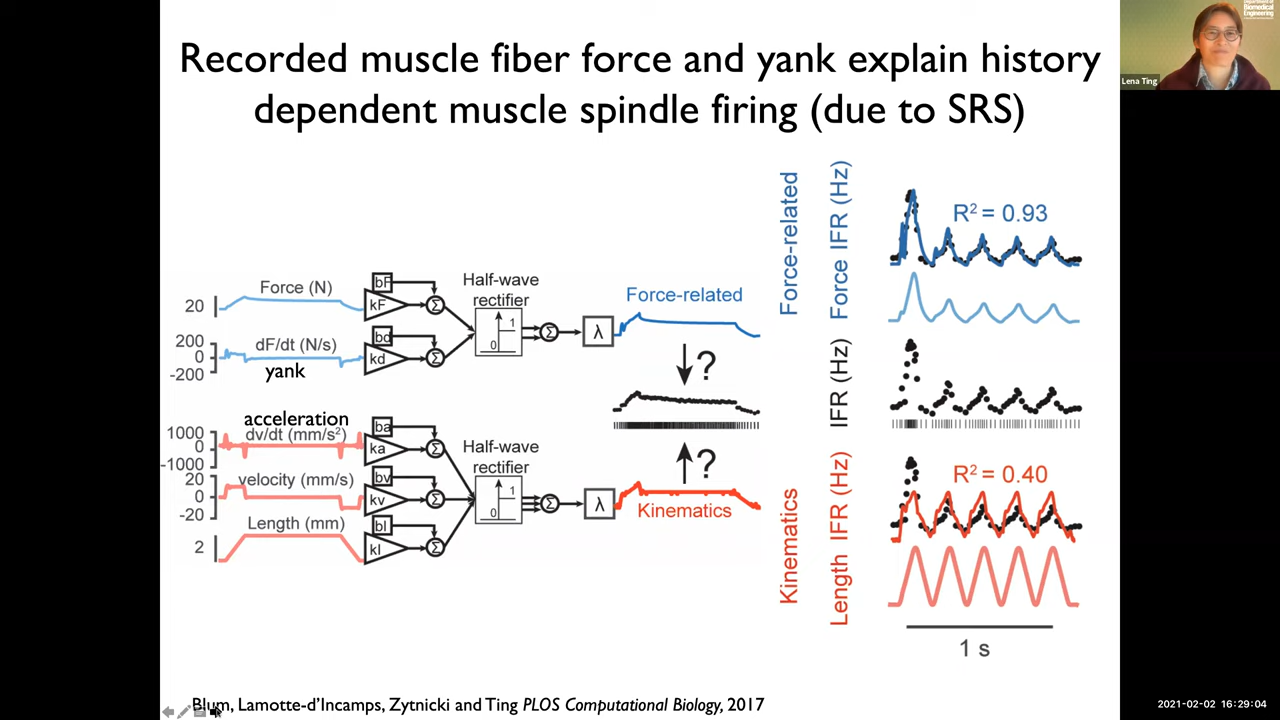 Recorded muscle fiber force and yank explain history
dependent muscle spindle firing (due to SRS)
Department of
Biomedical
Engineering
Lena Ting
Force (N)
20
bF
kF
dF/dt (N/s)
200
0
-200
yank
bd
kd
Half-wave
rectifier
1
0
Σ
Σ
Σ
λ
Force-related
?
acceleration
dv/dt (mm/s²)
1000
0
-1000
ba
ka
velocity (mm/s)
20
0
-20
bv
kv
Length (mm)
2
bl
kl
Half-wave
rectifier
1
0
Σ
Σ
Σ
Σ
λ
?
Kinematics
Force-related
Force IFR (Hz)
R² = 0.93
IFR (Hz)
Kinematics
Length IFR (Hz)
R² = 0.40
1 s
Blum, Lamotte-d'Incamps, Zytnicki and Ting PLOS Computational Biology, 2017
2021-02-02 16:29:04